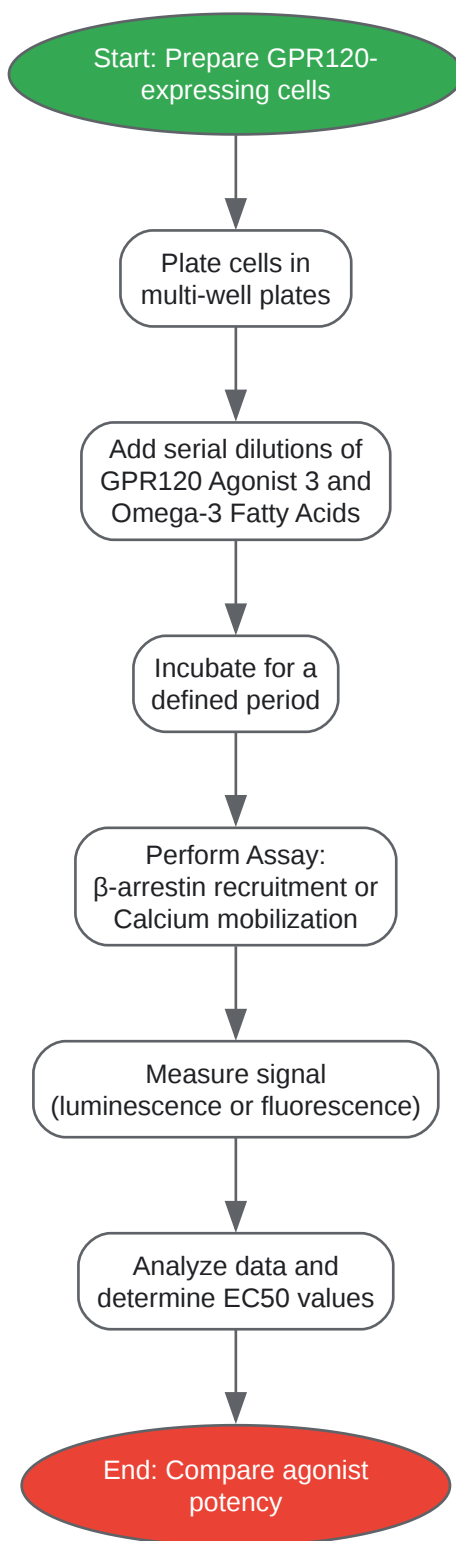 Start: Prepare GPR120-
expressing cells
Plate cells in
multi-well plates
Add serial dilutions of
GPR120 Agonist 3 and
Omega-3 Fatty Acids
Incubate for a
defined period
Perform Assay:
β-arrestin recruitment or
Calcium mobilization
Measure signal
(luminescence or fluorescence)
Analyze data and
determine EC50 values
End: Compare agonist
potency